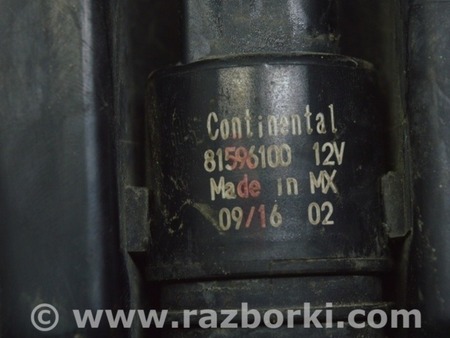 Continental
81596100 12V
Made in MX
09/16 02
© www.razborki.com